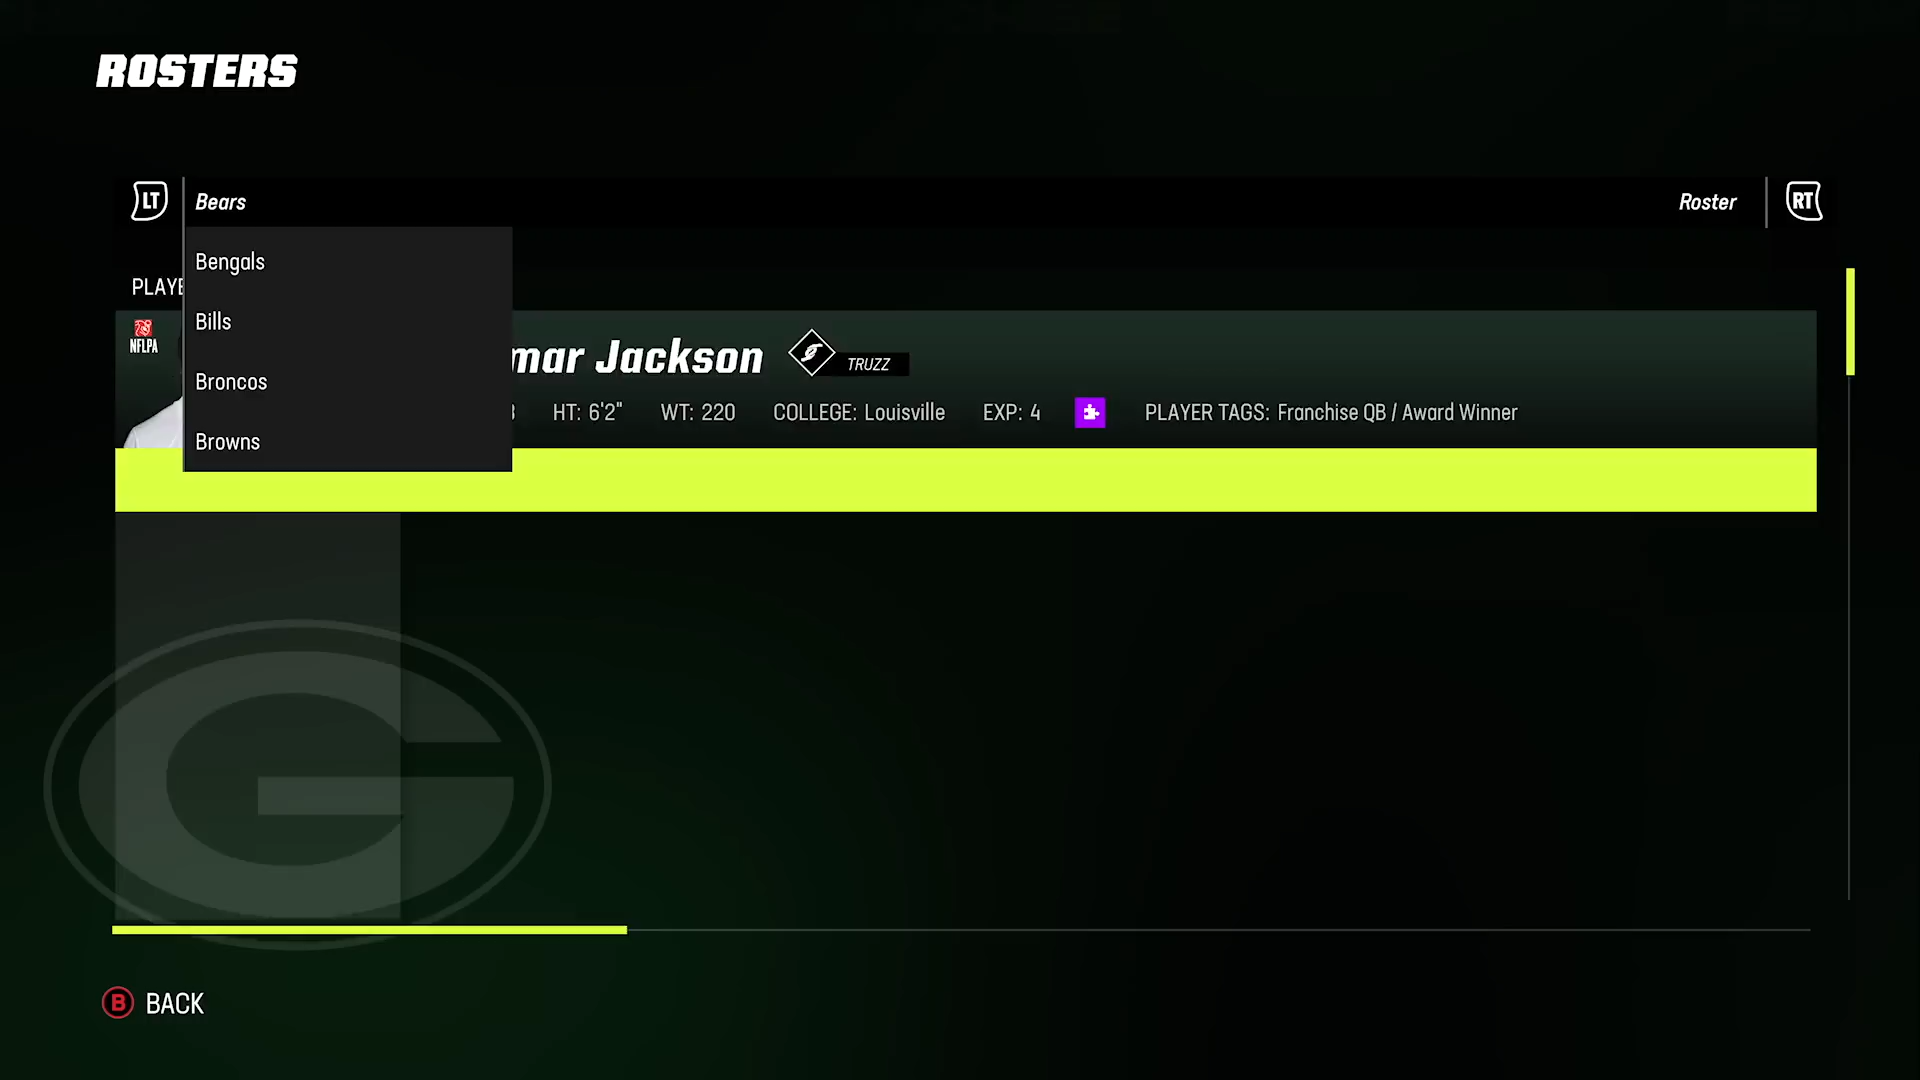 ROSTERS
LT Bears Roster RT
Bengals
PLAYE
Bills
NFLPA
mar Jackson TRUZZ
Broncos
HT: 6'2" WT: 220 COLLEGE: Louisville EXP: 4 PLAYER TAGS: Franchise QB / Award Winner
Browns
G
B BACK